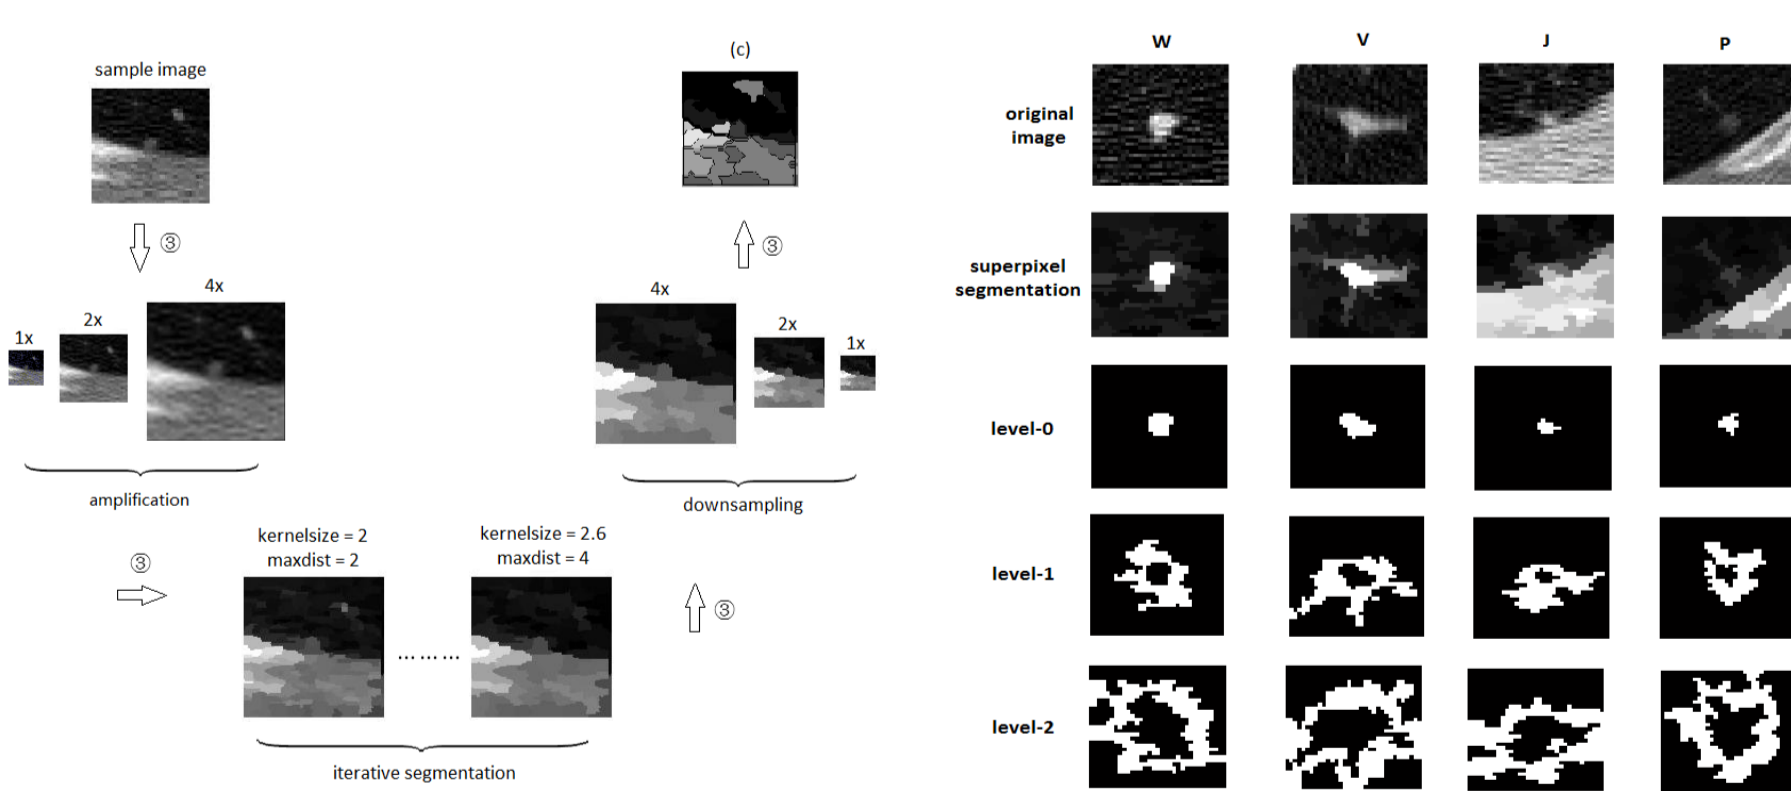 sample image
③
1x
2x
4x
amplification
③
kernelsize = 2
maxdist = 2
kernelsize = 2.6
maxdist = 4
………
iterative segmentation
③
4x
2x
1x
downsampling
③
(c)
W V J P
original
image
superpixel
segmentation
level-0
level-1
level-2